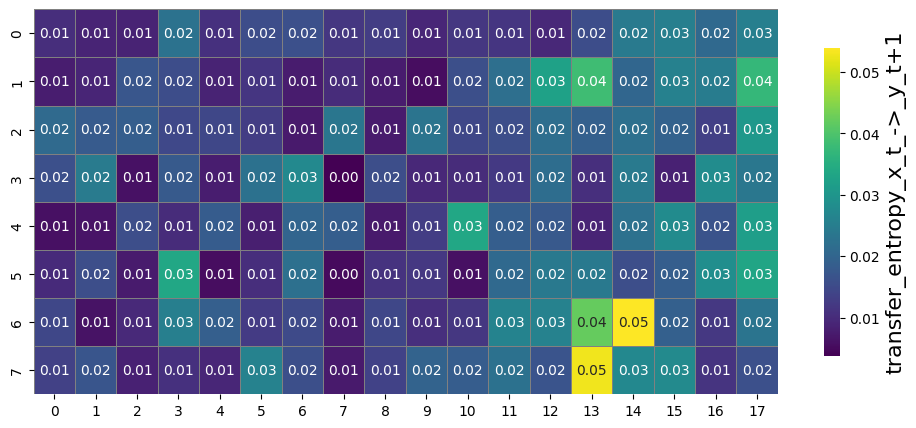 0 0.01 0.01 0.01 0.02 0.01 0.02 0.02 0.01 0.01 0.01 0.01 0.01 0.01 0.02 0.02 0.03 0.02 0.03
1 0.01 0.01 0.02 0.02 0.01 0.01 0.01 0.01 0.01 0.01 0.02 0.02 0.03 0.04 0.02 0.03 0.02 0.04
2 0.02 0.02 0.02 0.01 0.01 0.01 0.01 0.02 0.01 0.02 0.01 0.02 0.02 0.02 0.02 0.02 0.01 0.03
3 0.02 0.02 0.01 0.02 0.01 0.02 0.03 0.00 0.02 0.01 0.01 0.01 0.02 0.01 0.02 0.01 0.03 0.02
4 0.01 0.01 0.02 0.01 0.02 0.01 0.02 0.02 0.01 0.01 0.03 0.02 0.02 0.01 0.02 0.03 0.02 0.03
5 0.01 0.02 0.01 0.03 0.01 0.01 0.02 0.00 0.01 0.01 0.01 0.02 0.02 0.02 0.02 0.02 0.03 0.03
6 0.01 0.01 0.01 0.03 0.02 0.01 0.02 0.01 0.01 0.01 0.01 0.03 0.03 0.04 0.05 0.02 0.01 0.02
7 0.01 0.02 0.01 0.01 0.01 0.03 0.02 0.01 0.01 0.02 0.02 0.02 0.02 0.05 0.03 0.03 0.01 0.02
0 1 2 3 4 5 6 7 8 9 10 11 12 13 14 15 16 17
0.05
0.04
0.03
0.02
0.01
transfer_entropy_x_t_->_y_t+1